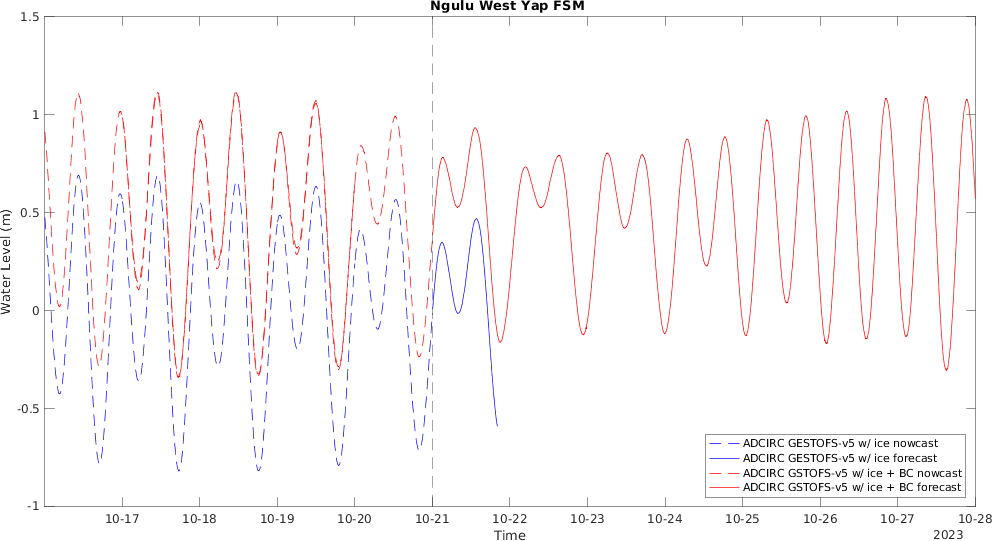 Ngulu West Yap FSM
1.5
1
0.5
0
-0.5
-1
Water Level (m)
ADCIRC GESTOFS-v5 w/ ice nowcast
ADCIRC GESTOFS-v5 w/ ice forecast
ADCIRC GSTOFS-v5 w/ ice + BC nowcast
ADCIRC GSTOFS-v5 w/ ice + BC forecast
10-17 10-18 10-19 10-20 10-21 10-22 10-23 10-24 10-25 10-26 10-27 10-28
Time
2023